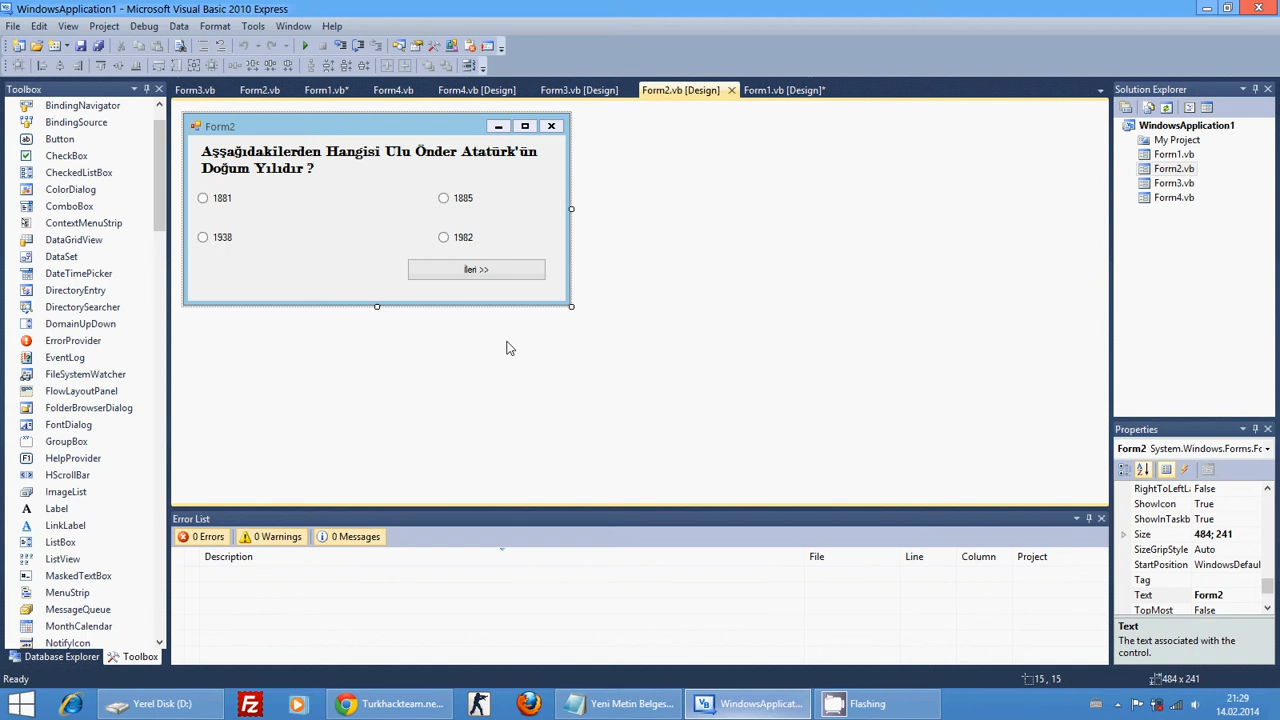 WindowsApplication1 - Microsoft Visual Basic 2010 Express
File Edit View Project Debug Data Format Tools Window Help
Toolbox
BindingNavigator
BindingSource
Button
CheckBox
CheckedListBox
ColorDialog
ComboBox
ContextMenuStrip
DataGridView
DataSet
DateTimePicker
DirectoryEntry
DirectorySearcher
DomainUpDown
ErrorProvider
EventLog
FileSystemWatcher
FlowLayoutPanel
FolderBrowserDialog
FontDialog
GroupBox
HelpProvider
HScrollBar
ImageList
Label
LinkLabel
ListBox
ListView
MaskedTextBox
MenuStrip
MessageQueue
MonthCalendar
NotifyIcon
Database Explorer Toolbox
Form3.vb Form2.vb Form1.vb* Form4.vb Form4.vb [Design] Form3.vb [Design] Form2.vb [Design] Form1.vb [Design]*
Form2
Aşşağıdakilerden Hangisi Ulu Önder Atatürk'ün
Doğum Yılıdır ?
1881 1885
1938 1982
İleri >>
Error List
0 Errors 0 Warnings 0 Messages
Description File Line Column Project
Solution Explorer
WindowsApplication1
My Project
Form1.vb
Form2.vb
Form3.vb
Form4.vb
Properties
Form2 System.Windows.Forms.Fc
RightToLeftL False
ShowIcon True
ShowInTaskb True
Size 484; 241
SizeGripStyle Auto
StartPosition WindowsDefaul
Tag
Text Form2
TopMost False
Text
The text associated with the
control.
Ready 15 , 15 484 x 241
Yerel Disk (D:) Turkhackteam.ne... Yeni Metin Belges... WindowsApplicat... Flashing
21:29
14.02.2014